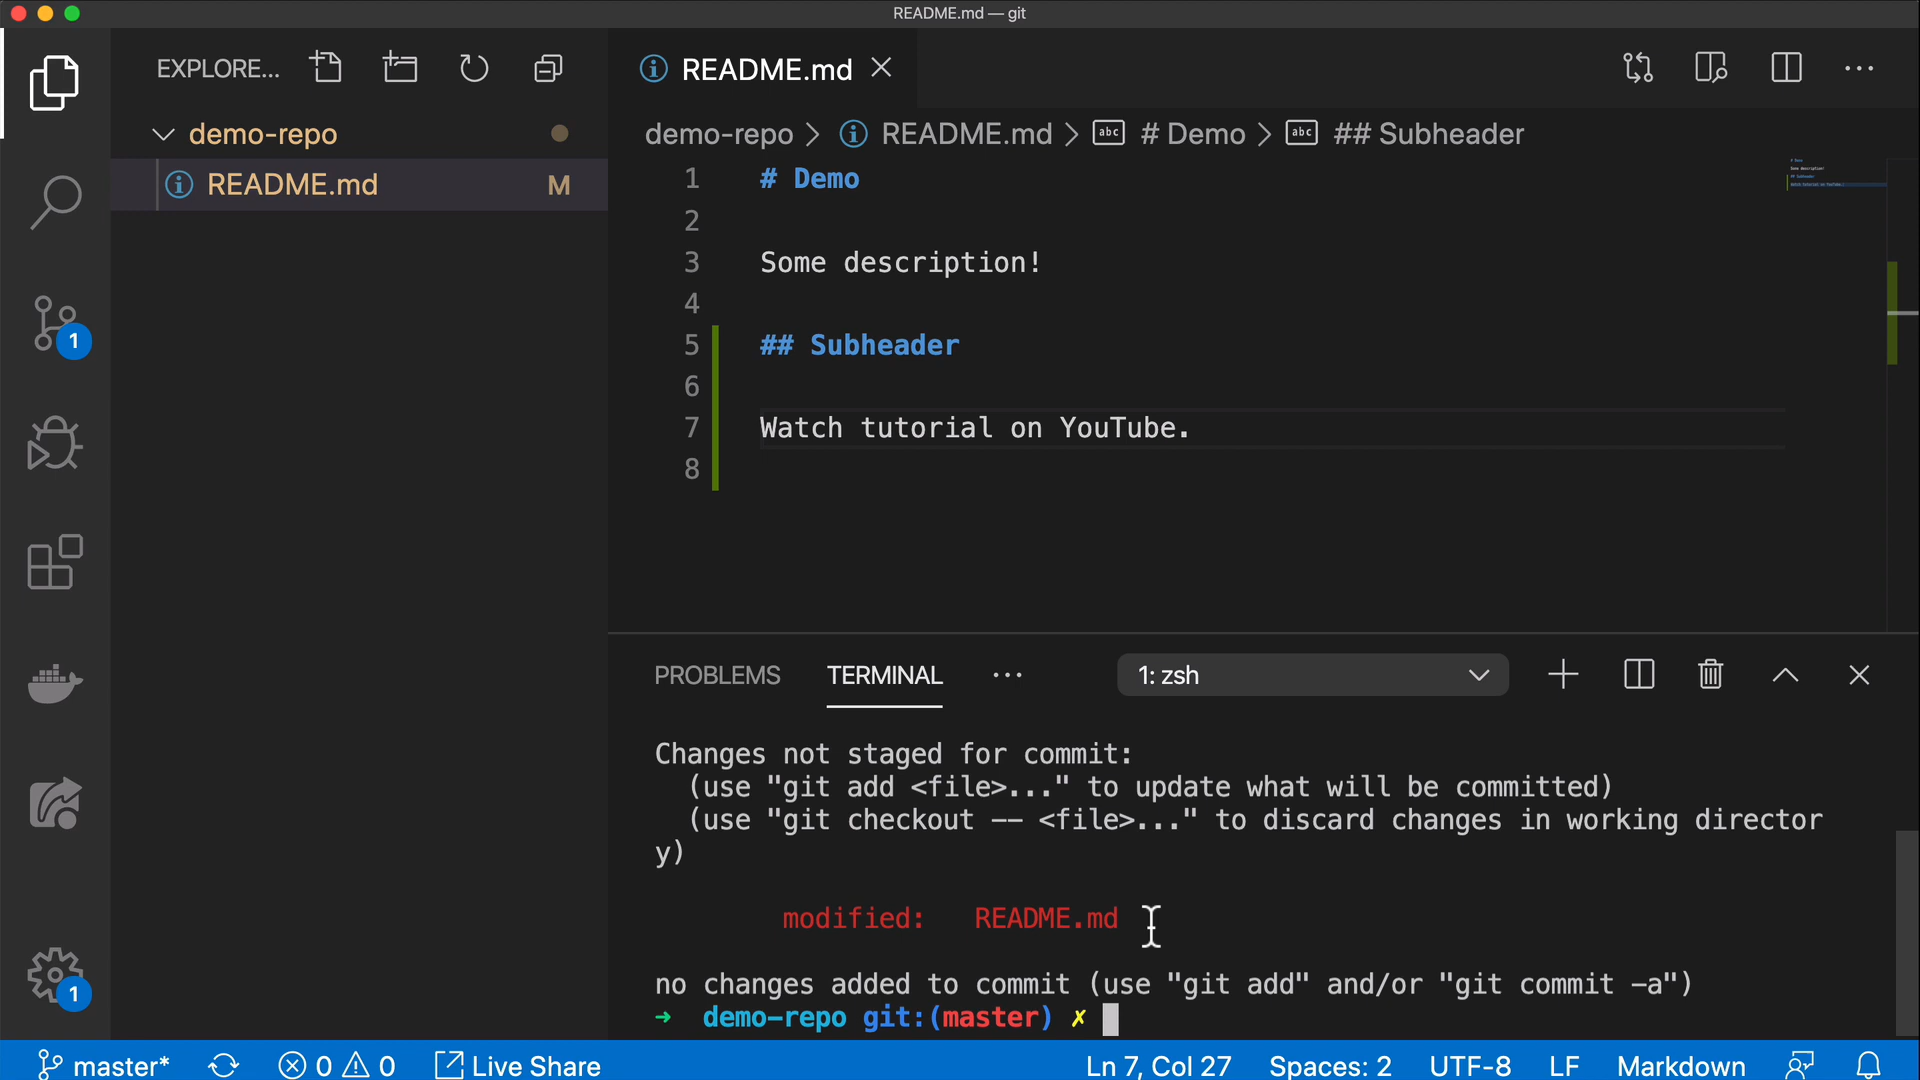 README.md — git
EXPLORE...
README.md
demo-repo
README.md
M
demo-repo > README.md > abc # Demo > abc ## Subheader
1 # Demo
2
3 Some description!
4
5 ## Subheader
6
7 Watch tutorial on YouTube.
8
1
1
PROBLEMS
TERMINAL
1: zsh
Changes not staged for commit:
(use "git add <file>..." to update what will be committed)
(use "git checkout -- <file>..." to discard changes in working director
y)
modified: README.md
no changes added to commit (use "git add" and/or "git commit -a")
➜ demo-repo git:(master) ✗
master*
0
0
Live Share
Ln 7, Col 27
Spaces: 2
UTF-8
LF
Markdown